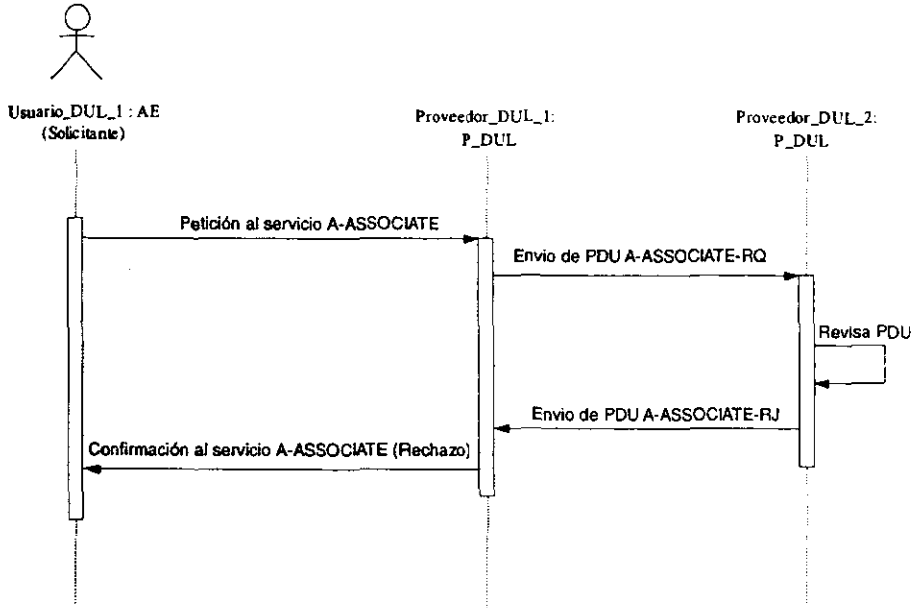 Usuario_DUL_1 : AE
(Solicitante)
Proveedor_DUL_1:
P_DUL
Proveedor_DUL_2:
P_DUL
Petición al servicio A-ASSOCIATE
Envio de PDU A-ASSOCIATE-RQ
Revisa PDU
Envio de PDU A-ASSOCIATE-RJ
Confirmación al servicio A-ASSOCIATE (Rechazo)